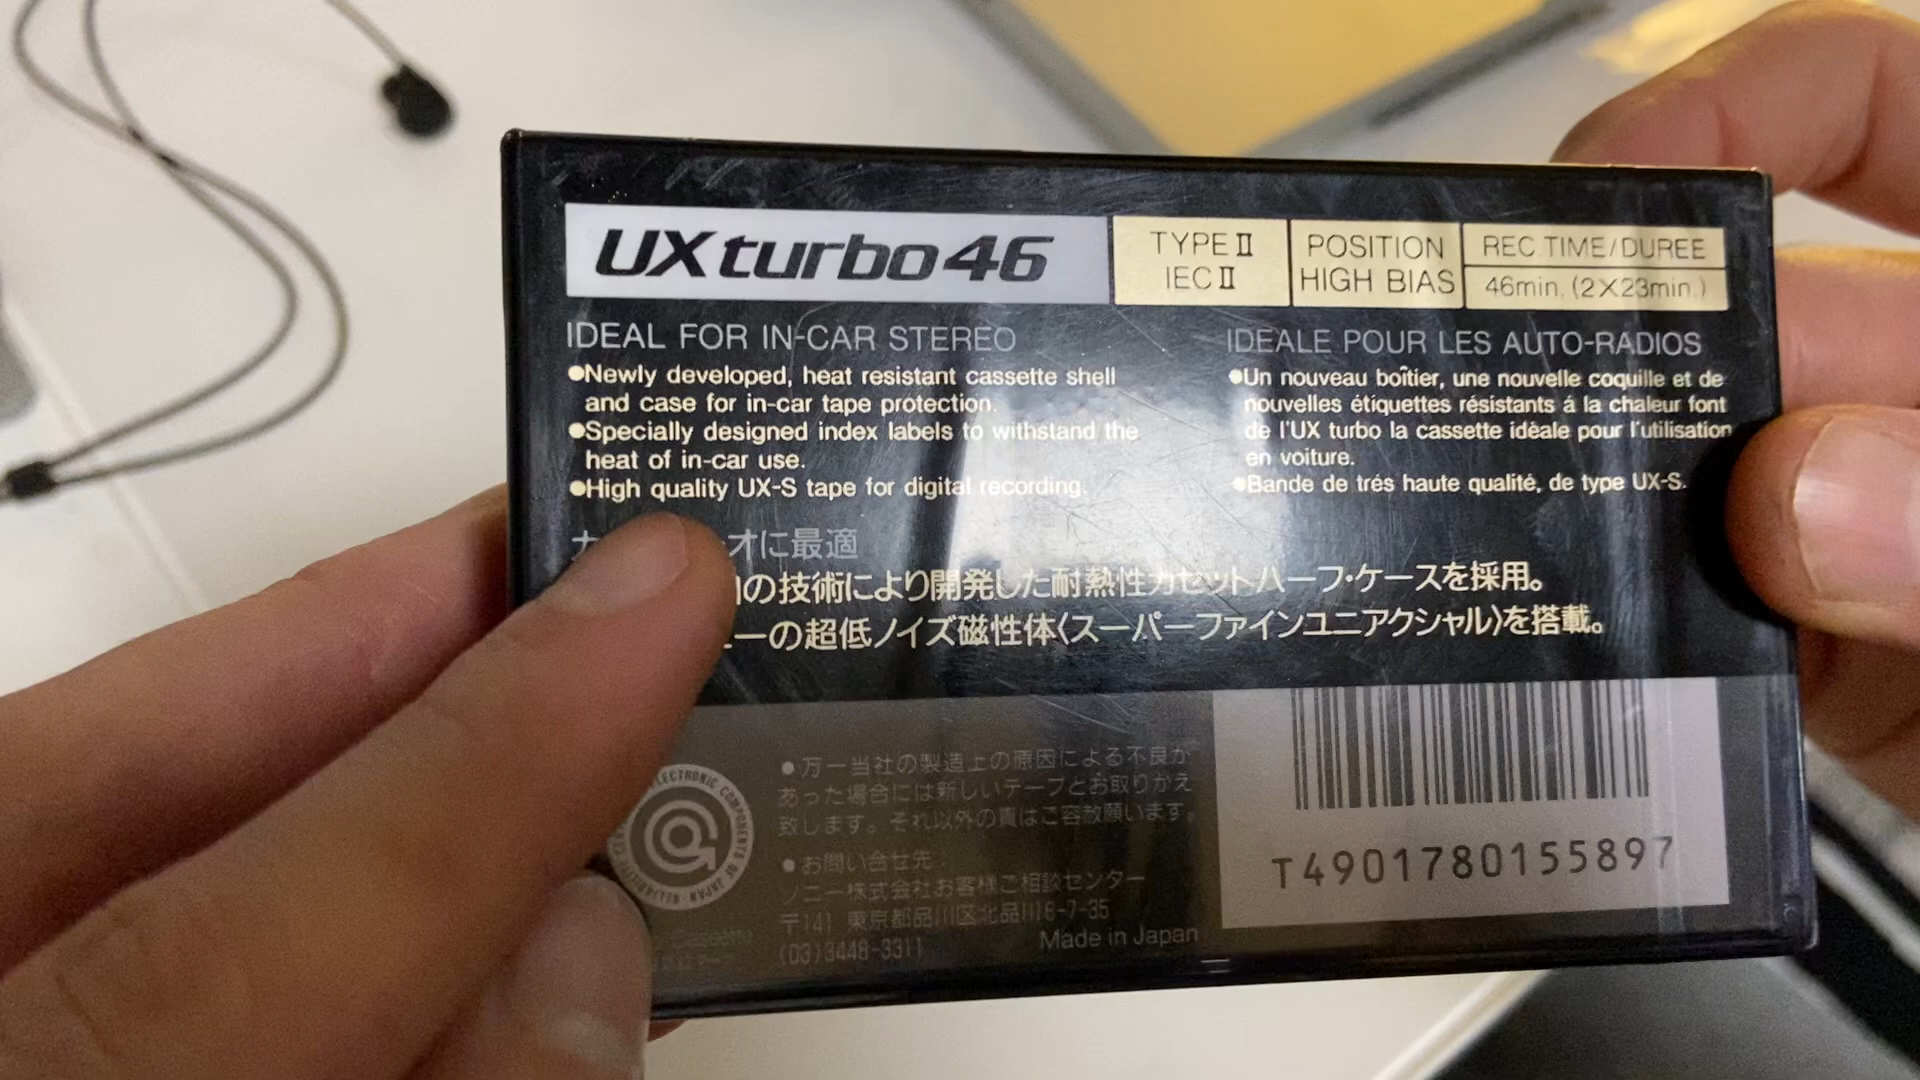 UX turbo 46
TYPE II
IEC II
POSITION
HIGH BIAS
REC TIME/DUREE
46min. (2X23min.)
IDEAL FOR IN-CAR STEREO
●Newly developed, heat resistant cassette shell
and case for in-car tape protection.
●Specially designed index labels to withstand the
heat of in-car use.
●High quality UX-S tape for digital recording.
IDEALE POUR LES AUTO-RADIOS
●Un nouveau boîtier, une nouvelle coquille et de
nouvelles étiquettes résistants á la chaleur font
de l'UX turbo la cassette idéale pour l'utilisation
en voiture.
●Bande de trés haute qualité, de type UX-S.
オに最適
の技術により開発した耐熱性カセットハーフ・ケースを採用。
ーの超低ノイズ磁性体〈スーパーファインユニアクシャル〉を搭載。
●万一当社の製造上の原因による不良が
あった場合には新しいテープとお取りかえ
致します。それ以外の責はご容赦願います。
●お問い合せ先:
ソニー株式会社お客様ご相談センター
〒141 東京都品川区北品川6-7-35
(03)3448-3311
Made in Japan
T4901780155897
ELECTRONIC COMPONENTS OF JAPAN